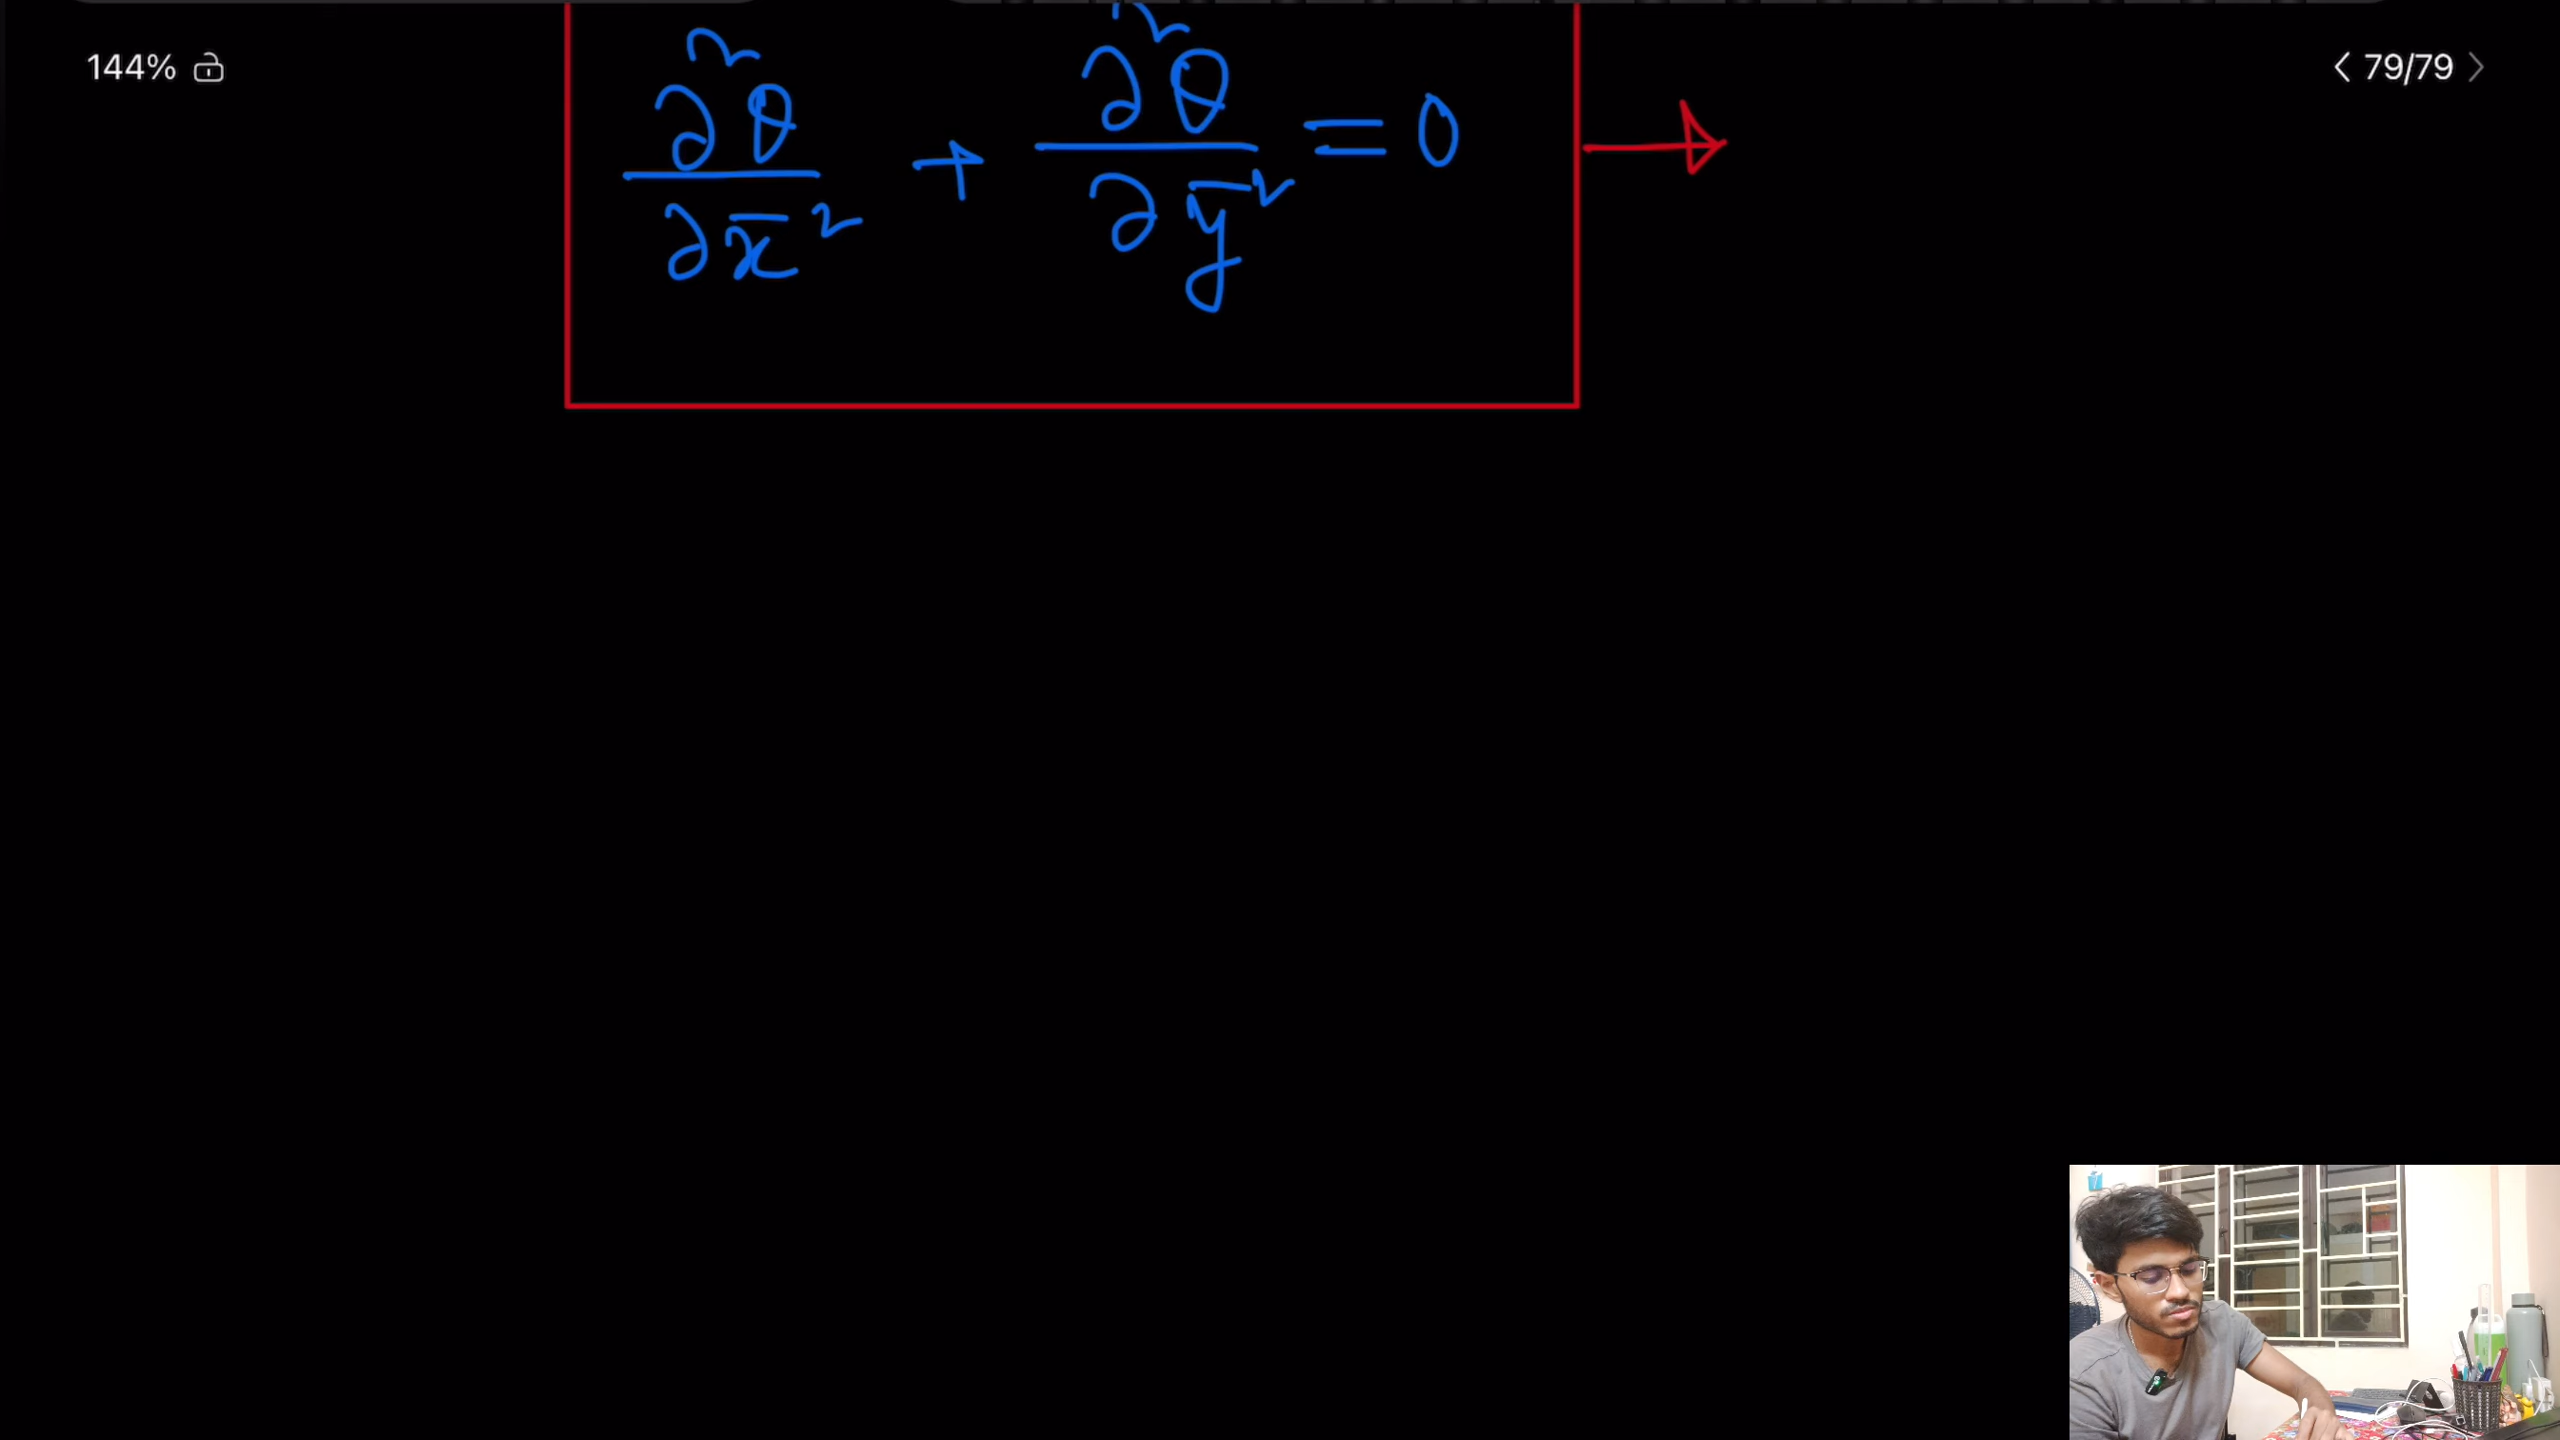 144%
< 79/79 >
∂²θ/∂x̄² + ∂²θ/∂ȳ² = 0 →